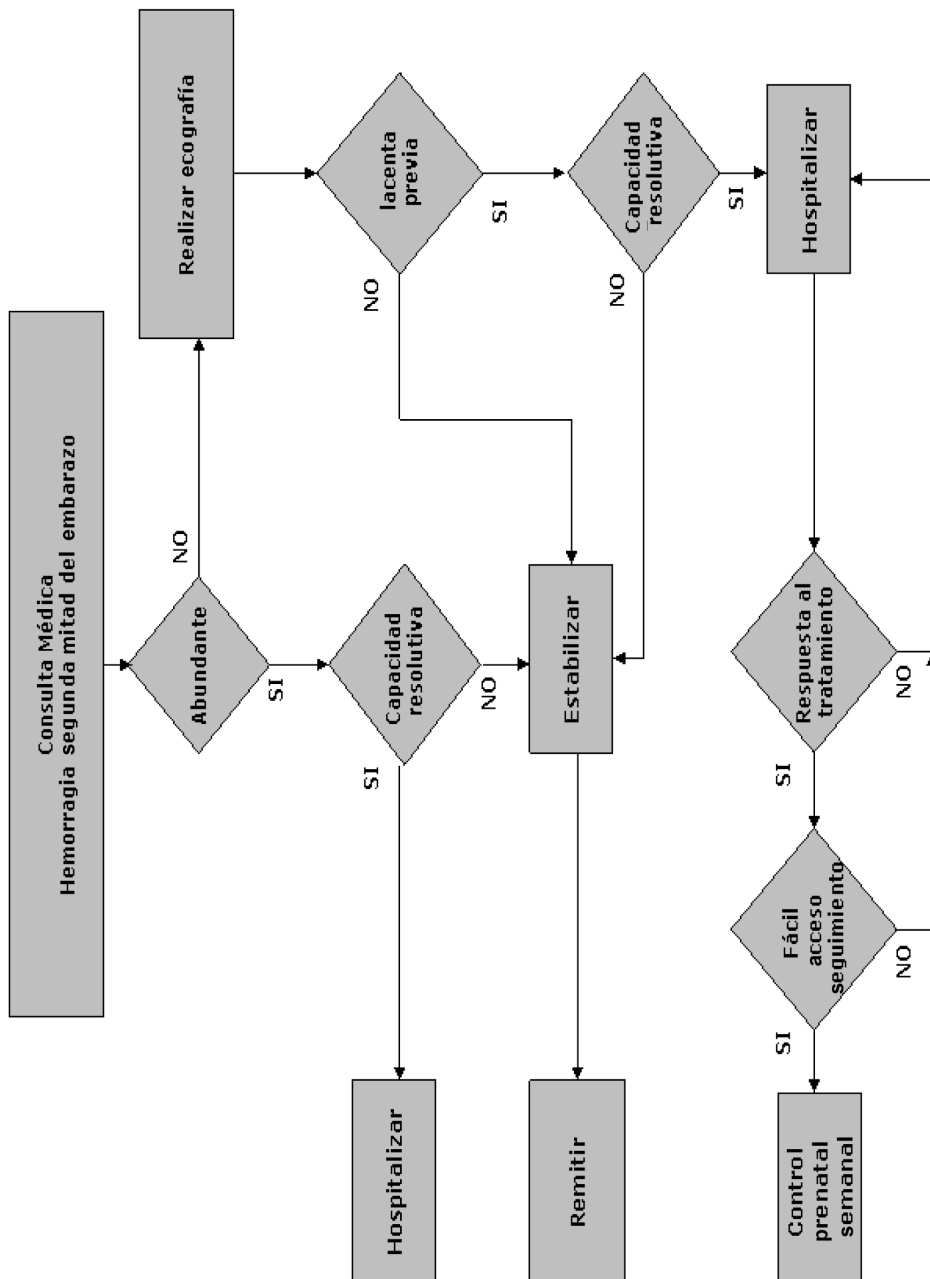 Consulta Médica
Hemorragia segunda mitad del embarazo
Abundante
NO
SI
Realizar ecografía
Capacidad
resolutiva
SI
NO
lacenta
previa
NO
SI
Capacidad
resolutiva
NO
SI
Hospitalizar
Estabilizar
Remitir
Hospitalizar
Respuesta al
tratamiento
SI
NO
Fácil
acceso
seguimiento
SI
NO
Control
prenatal
semanal